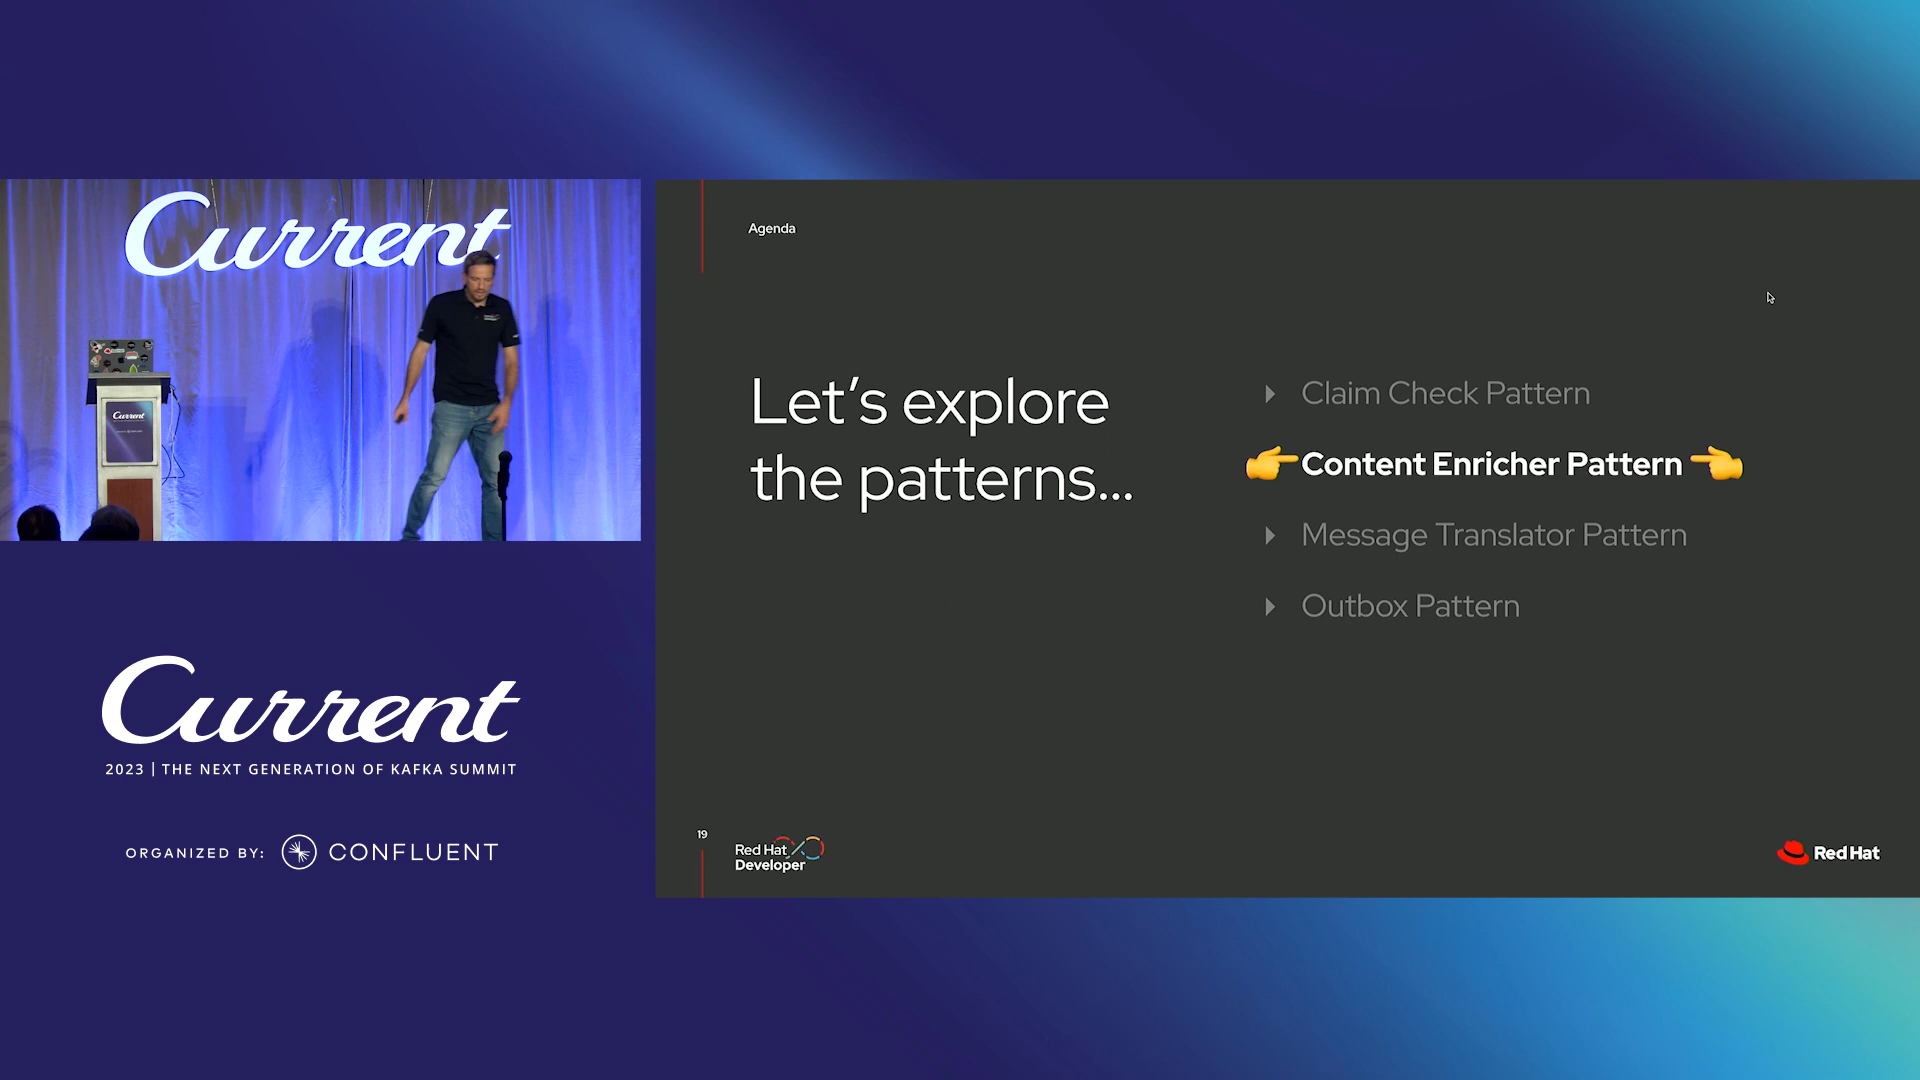 Current
Current
Agenda
Let's explore
the patterns...
Claim Check Pattern
Content Enricher Pattern
Message Translator Pattern
Outbox Pattern
Current
2023 | THE NEXT GENERATION OF KAFKA SUMMIT
ORGANIZED BY: CONFLUENT
19
Red Hat
Developer
Red Hat